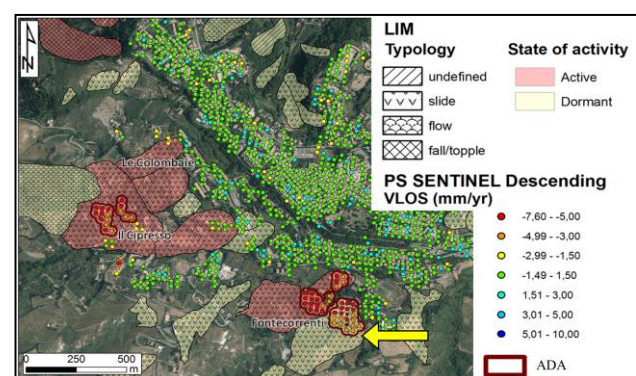 LIM
Typology
State of activity
undefined
slide
flow
fall/topple
Active
Dormant
PS SENTINEL Descending
VLOS (mm/yr)
-7,60 - -5,00
-4,99 - -3,00
-2,99 - -1,50
-1,49 - 1,50
1,51 - 3,00
3,01 - 5,00
5,01 - 10,00
ADA
N
Le Colombaie
Il Cipresso
Fontecorrenti
0 250 500
m